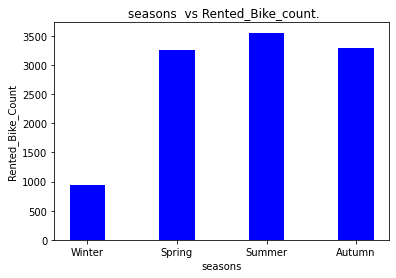 seasons  vs Rented_Bike_count.
3500
3000
2500
2000
1500
1000
500
0
Rented_Bike_Count
Winter Spring Summer Autumn
seasons